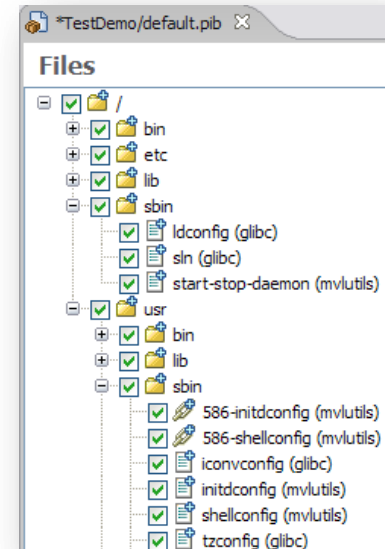 *TestDemo/default.pib
Files
/
bin
etc
lib
sbin
ldconfig (glibc)
sln (glibc)
start-stop-daemon (mvlutils)
usr
bin
lib
sbin
586-initdconfig (mvlutils)
586-shellconfig (mvlutils)
iconvconfig (glibc)
initdconfig (mvlutils)
shellconfig (mvlutils)
tzconfig (glibc)